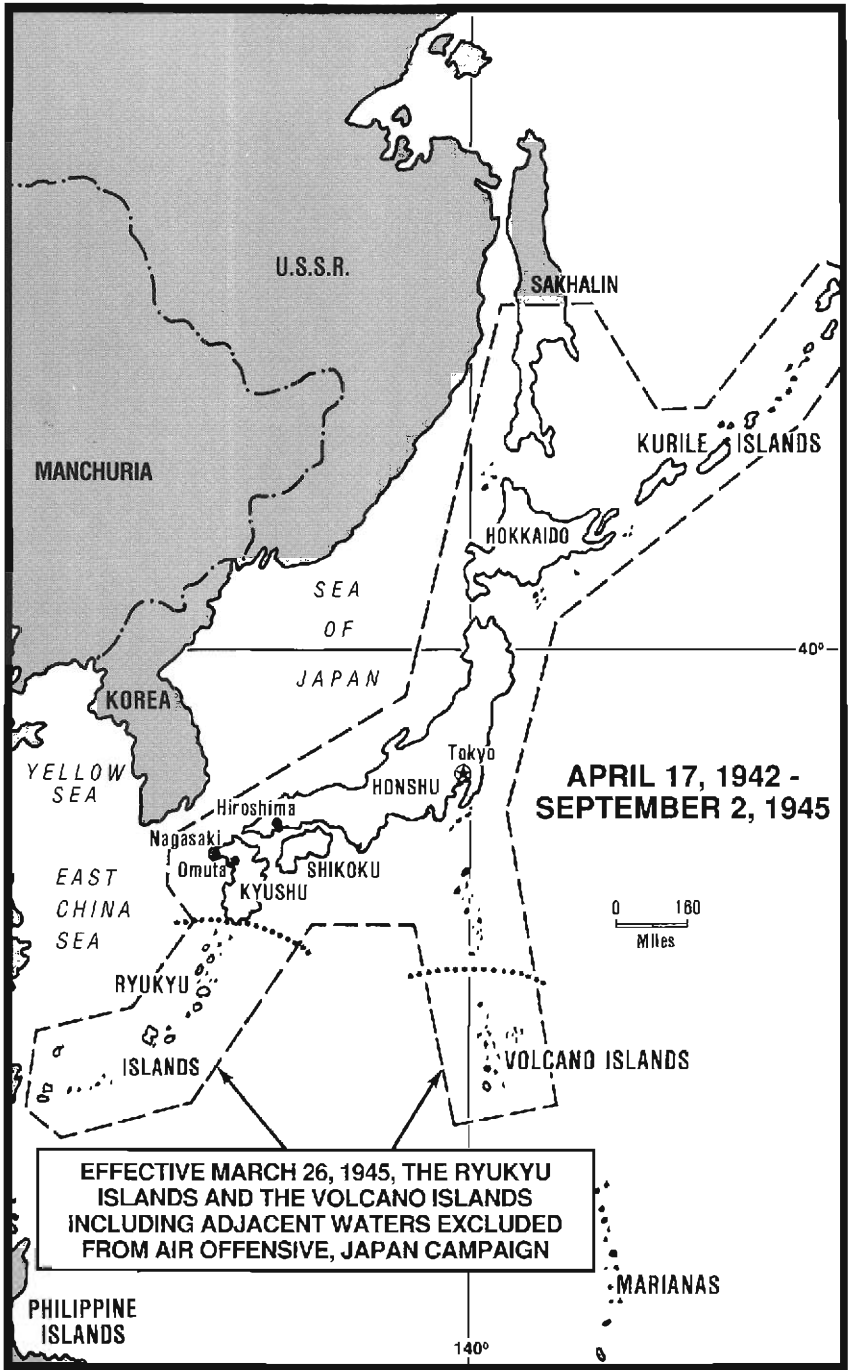 U.S.S.R.
SAKHALIN
MANCHURIA
KURILE ISLANDS
HOKKAIDO
SEA
OF
JAPAN
40°
KOREA
YELLOW
SEA
Tokyo
HONSHU
APRIL 17, 1942 -
SEPTEMBER 2, 1945
Hiroshima
Nagasaki
Omuta
SHIKOKU
KYUSHU
EAST
CHINA
SEA
0 160
Miles
RYUKYU
ISLANDS
VOLCANO ISLANDS
EFFECTIVE MARCH 26, 1945, THE RYUKYU
ISLANDS AND THE VOLCANO ISLANDS
INCLUDING ADJACENT WATERS EXCLUDED
FROM AIR OFFENSIVE, JAPAN CAMPAIGN
MARIANAS
PHILIPPINE
ISLANDS
140°